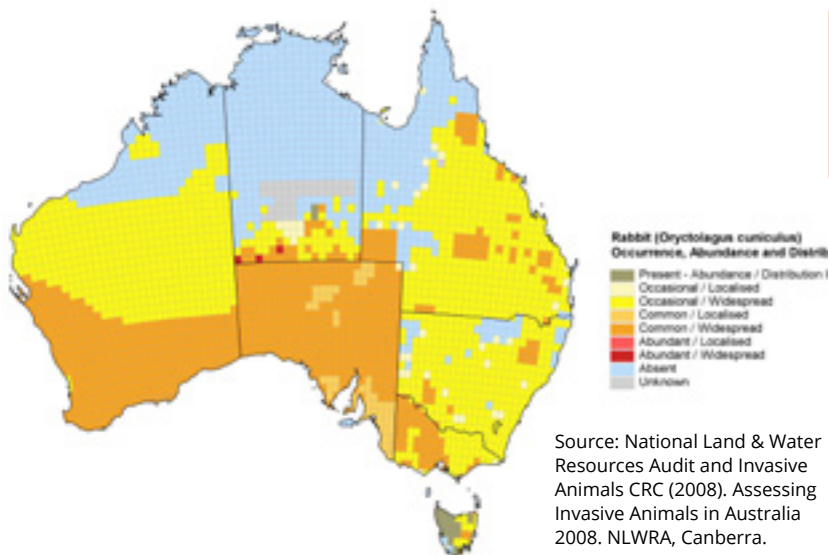 Rabbit (Oryctolagus cuniculus)
Occurrence, Abundance and Distrib
Present - Abundance / Distribution
Occasional / Localised
Occasional / Widespread
Common / Localised
Common / Widespread
Abundant / Localised
Abundant / Widespread
Absent
Unknown
Source: National Land & Water
Resources Audit and Invasive
Animals CRC (2008). Assessing
Invasive Animals in Australia
2008. NLWRA, Canberra.